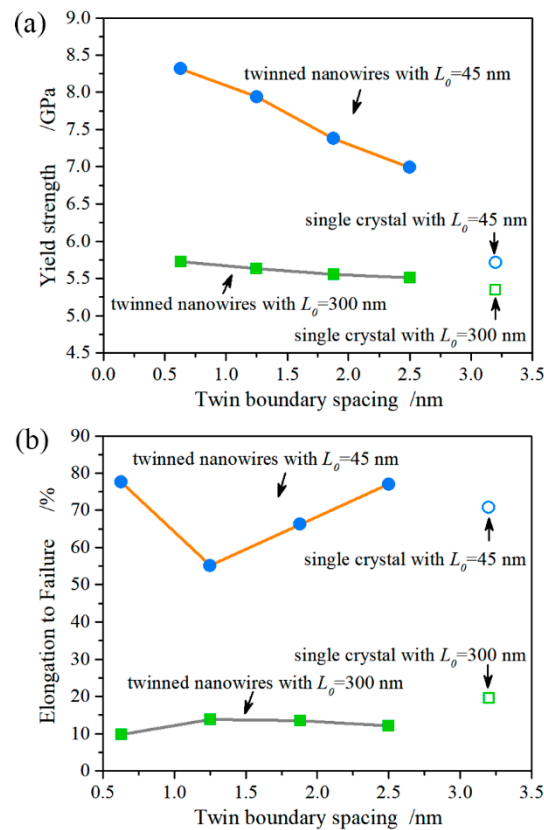 (a)
9.0
8.5
8.0
7.5
7.0
6.5
6.0
5.5
5.0
4.5
Yield strength /GPa
twinned nanowires with L0=45 nm
single crystal with L0=45 nm
twinned nanowires with L0=300 nm
single crystal with L0=300 nm
0.0 0.5 1.0 1.5 2.0 2.5 3.0 3.5
Twin boundary spacing /nm
(b)
90
80
70
60
50
40
30
20
10
0
Elongation to Failure /%
twinned nanowires with L0=45 nm
single crystal with L0=45 nm
single crystal with L0=300 nm
twinned nanowires with L0=300 nm
0.5 1.0 1.5 2.0 2.5 3.0 3.5
Twin boundary spacing /nm